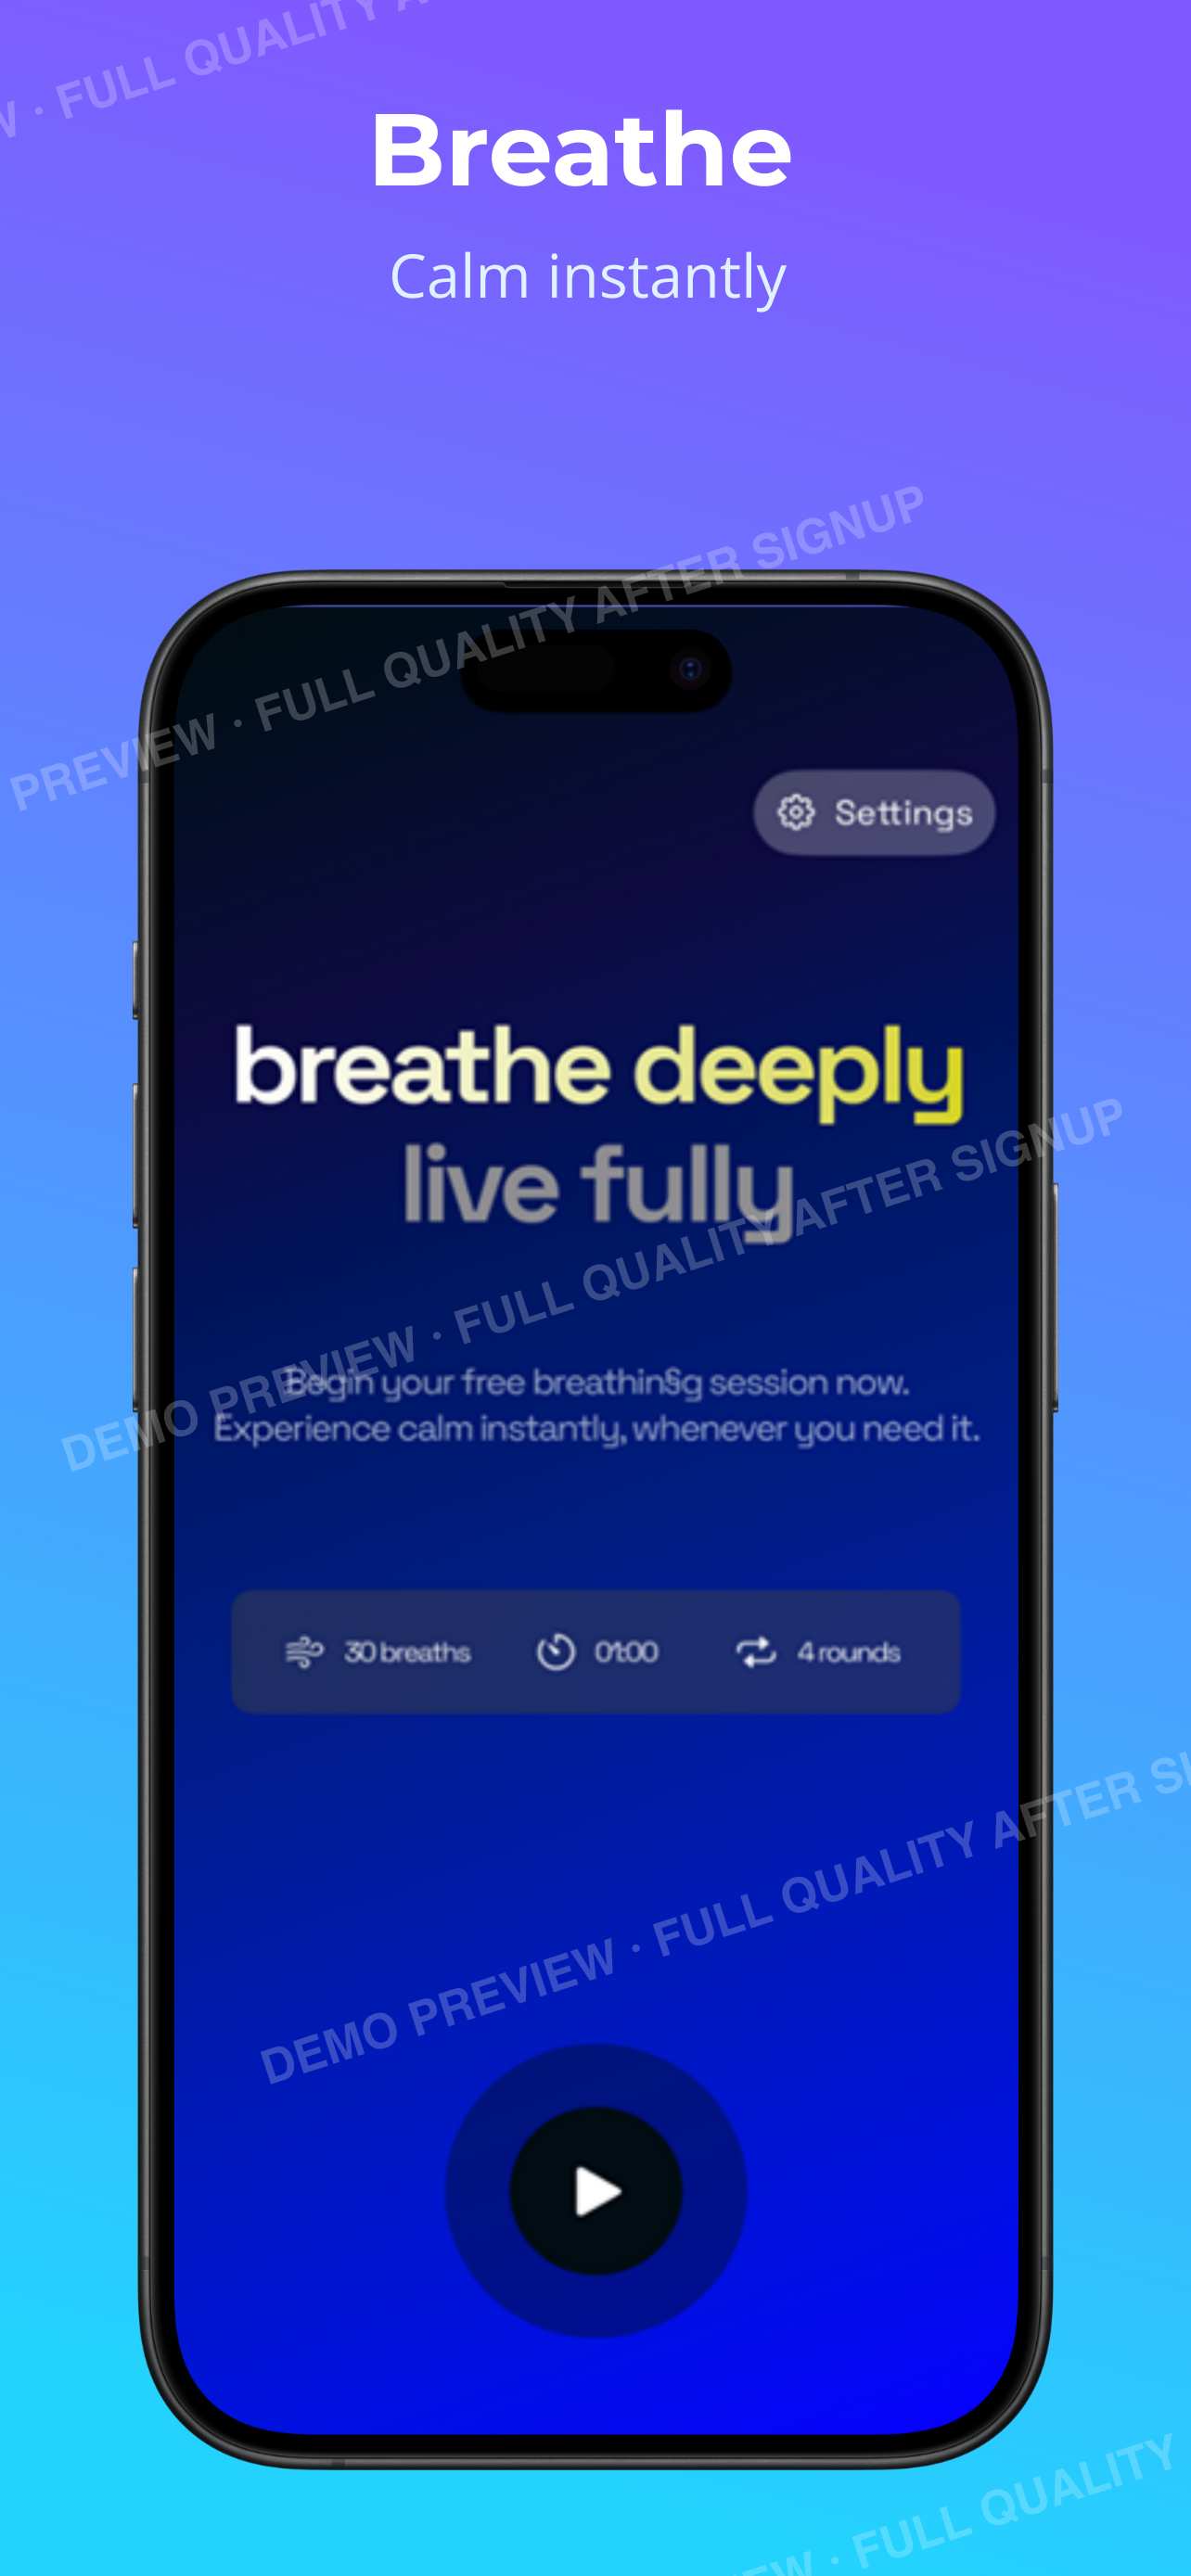 W · FULL QUALITY A
Breathe
Calm instantly
PREVIEW · FULL QUALITY AFTER SIGNUP
Settings
breathe deeply
live fully
DEMO PREVIEW · FULL QUALITY AFTER SIGNUP
Begin your free breathin§g session now.
Experience calm instantly, whenever you need it.
30 breaths
01:00
4 rounds
DEMO PREVIEW · FULL QUALITY AFTER SI
EW · FULL QUALITY